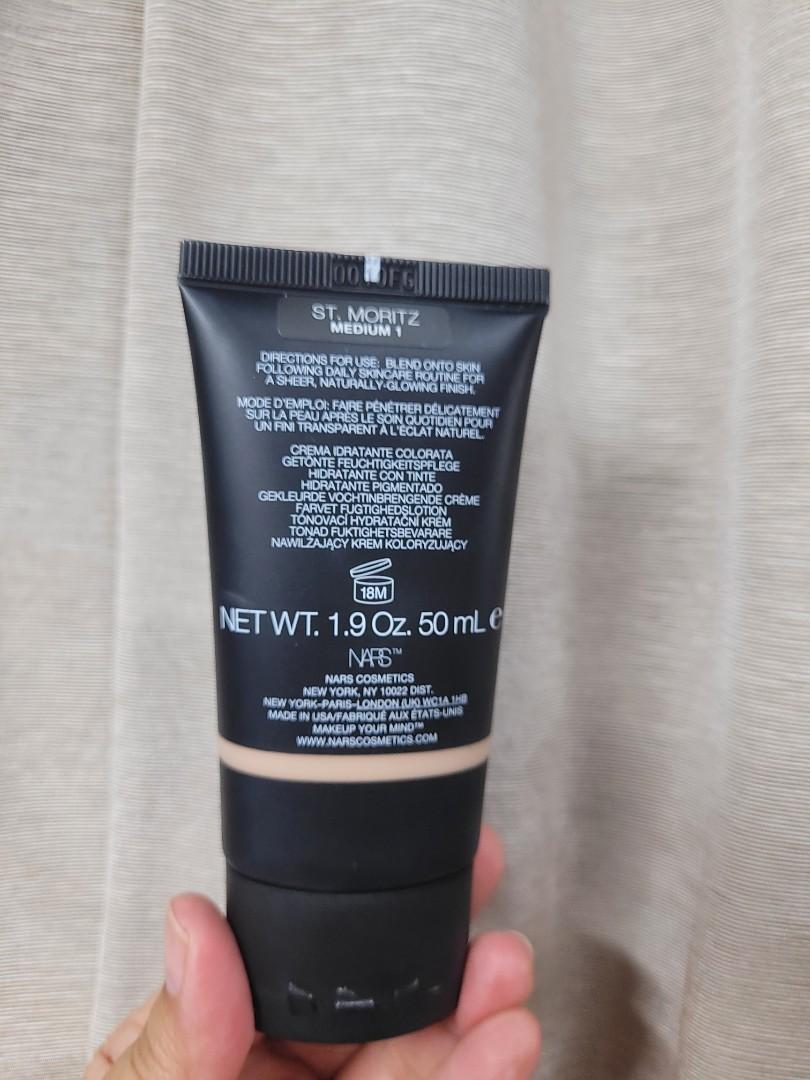 ST. MORITZ
MEDIUM 1
DIRECTIONS FOR USE: BLEND ONTO SKIN
FOLLOWING DAILY SKINCARE ROUTINE FOR
A SHEER, NATURALLY-GLOWING FINISH.
MODE D'EMPLOI: FAIRE PÉNÉTRER DÉLICATEMENT
SUR LA PEAU APRÈS LE SOIN QUOTIDIEN POUR
UN FINI TRANSPARENT À L'ÉCLAT NATUREL.
CREMA IDRATANTE COLORATA
GETÖNTE FEUCHTIGKEITSPFLEGE
HIDRATANTE CON TINTE
HIDRATANTE PIGMENTADO
GEKLEURDE VOCHTINBRENGENDE CRÈME
FARVET FUGTIGHEDSLOTION
TÓNOVACÍ HYDRATAČNÍ KRÉM
TONAD FUKTIGHETSBEVARARE
NAWILŻAJĄCY KREM KOLORYZUJĄCY
18M
NET WT. 1.9 Oz. 50 mL ℮
NARS™
NARS COSMETICS
NEW YORK, NY 10022 DIST.
NEW YORK-PARIS-LONDON (UK) WC1A 1HB
MADE IN USA/FABRIQUÉ AUX ÉTATS-UNIS
MAKEUP YOUR MIND™
WWW.NARSCOSMETICS.COM